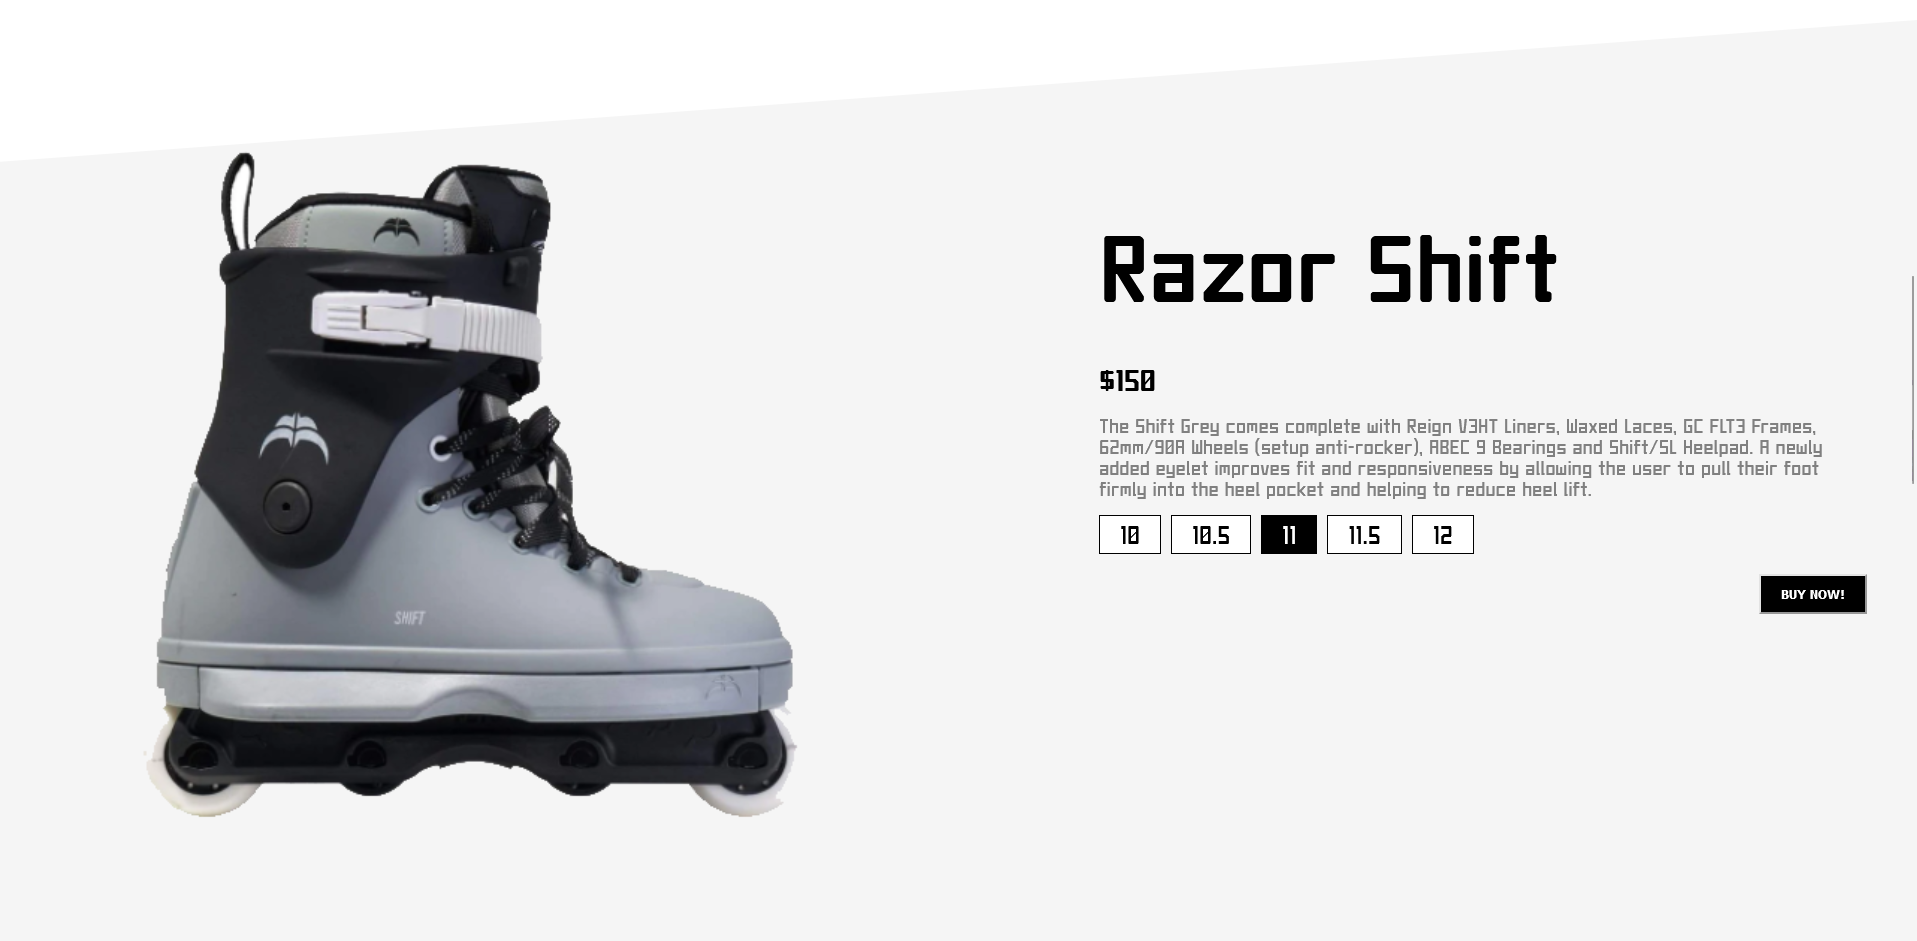 Razor Shift
$150
The Shift Grey comes complete with Reign V3HT Liners, Waxed Laces, GC FLT3 Frames,
62mm/90A Wheels (setup anti-rocker), ABEC 9 Bearings and Shift/SL Heelpad. A newly
added eyelet improves fit and responsiveness by allowing the user to pull their foot
firmly into the heel pocket and helping to reduce heel lift.
10 10.5 11 11.5 12
BUY NOW!
SHIFT